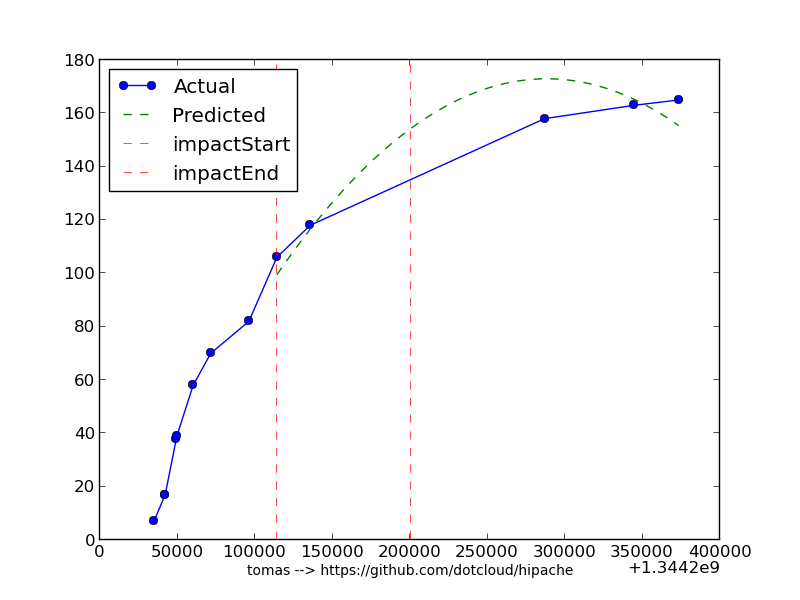 180
160
140
120
100
80
60
40
20
0
Actual
Predicted
impactStart
impactEnd
0 50000 100000 150000 200000 250000 300000 350000 400000
tomas --> https://github.com/dotcloud/hipache
+1.3442e9